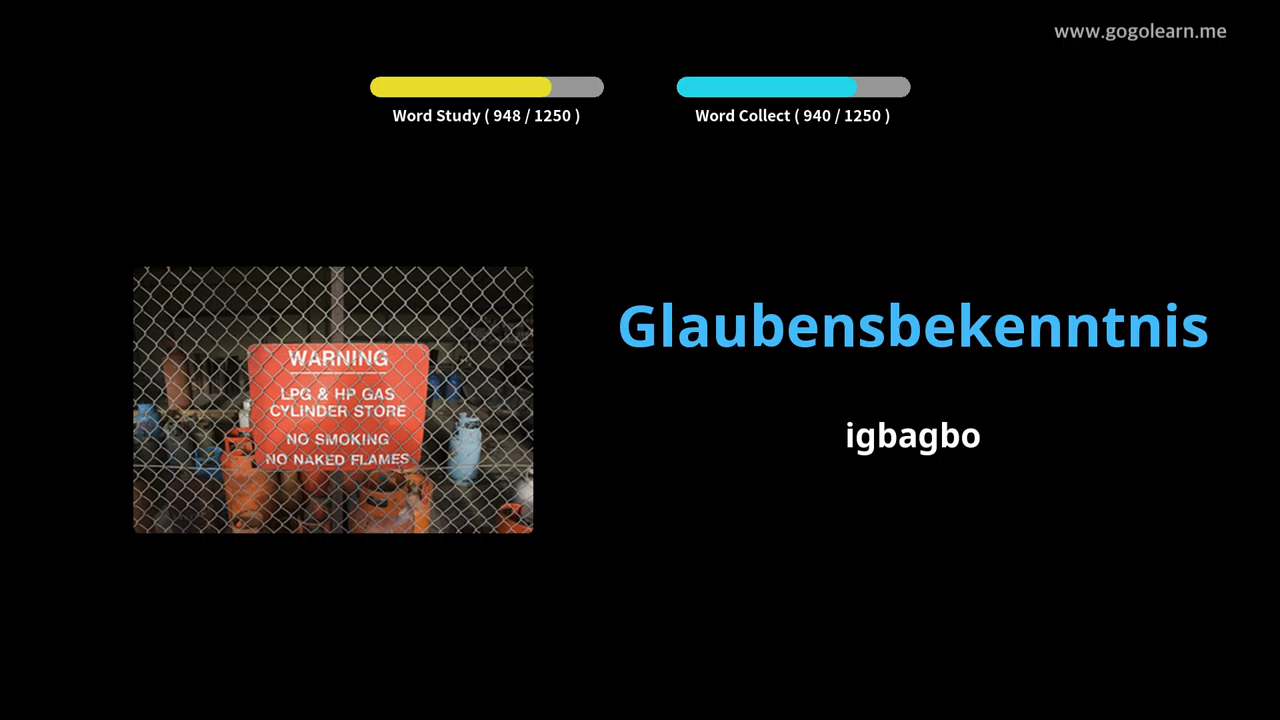 www.gogolearn.me
Word Study ( 948 / 1250 )
Word Collect ( 940 / 1250 )
WARNING
LPG & HP GAS
CYLINDER STORE
NO SMOKING
NO NAKED FLAMES
Glaubensbekenntnis
igbagbo